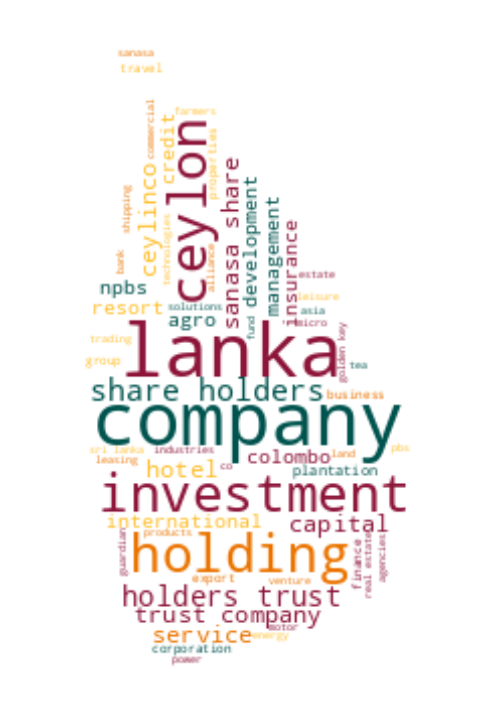 sanasa
travel
commercial
farmers
ceylon
credit
properties
ceylinco
sanasa share
development
management
shipping
technologies
alliance
insurance
bank
estate
npbs
leisure
resort
solutions
fund
asia
agro
micro
lanka
golden key
trading
group
tea
share holders
business
company
sri lanka
industries
pbs
leasing
colombo
land
hotel
co
plantation
investment
international
capital
guardian
products
holding
finance
real estate
agencies
export
venture
holders trust
trust company
motor
service
energy
corporation
power